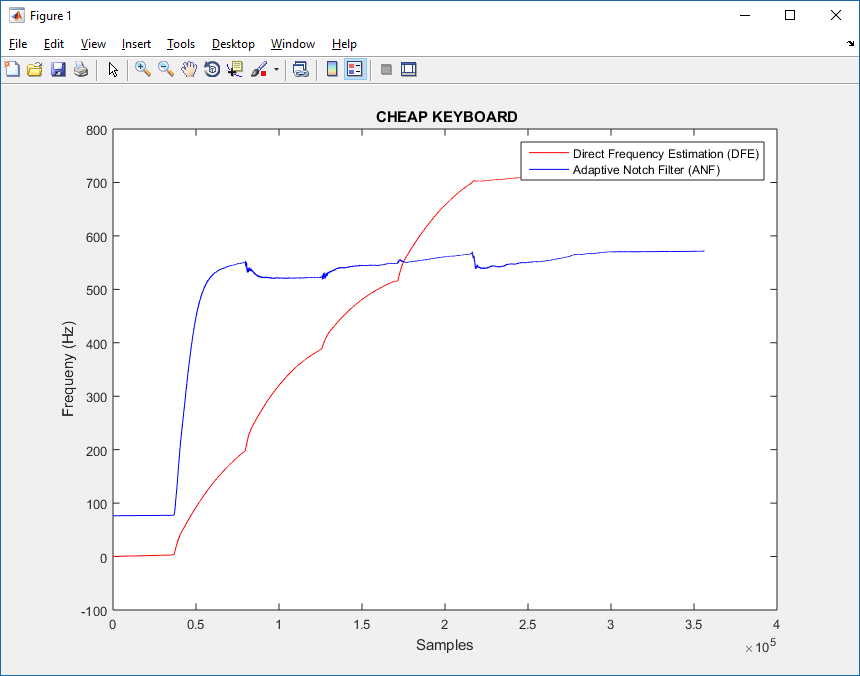 Figure 1
File Edit View Insert Tools Desktop Window Help
CHEAP KEYBOARD
Direct Frequency Estimation (DFE)
Adaptive Notch Filter (ANF)
800
700
600
500
400
300
200
100
0
-100
Frequeny (Hz)
0 0.5 1 1.5 2 2.5 3 3.5 4
Samples
×10^5